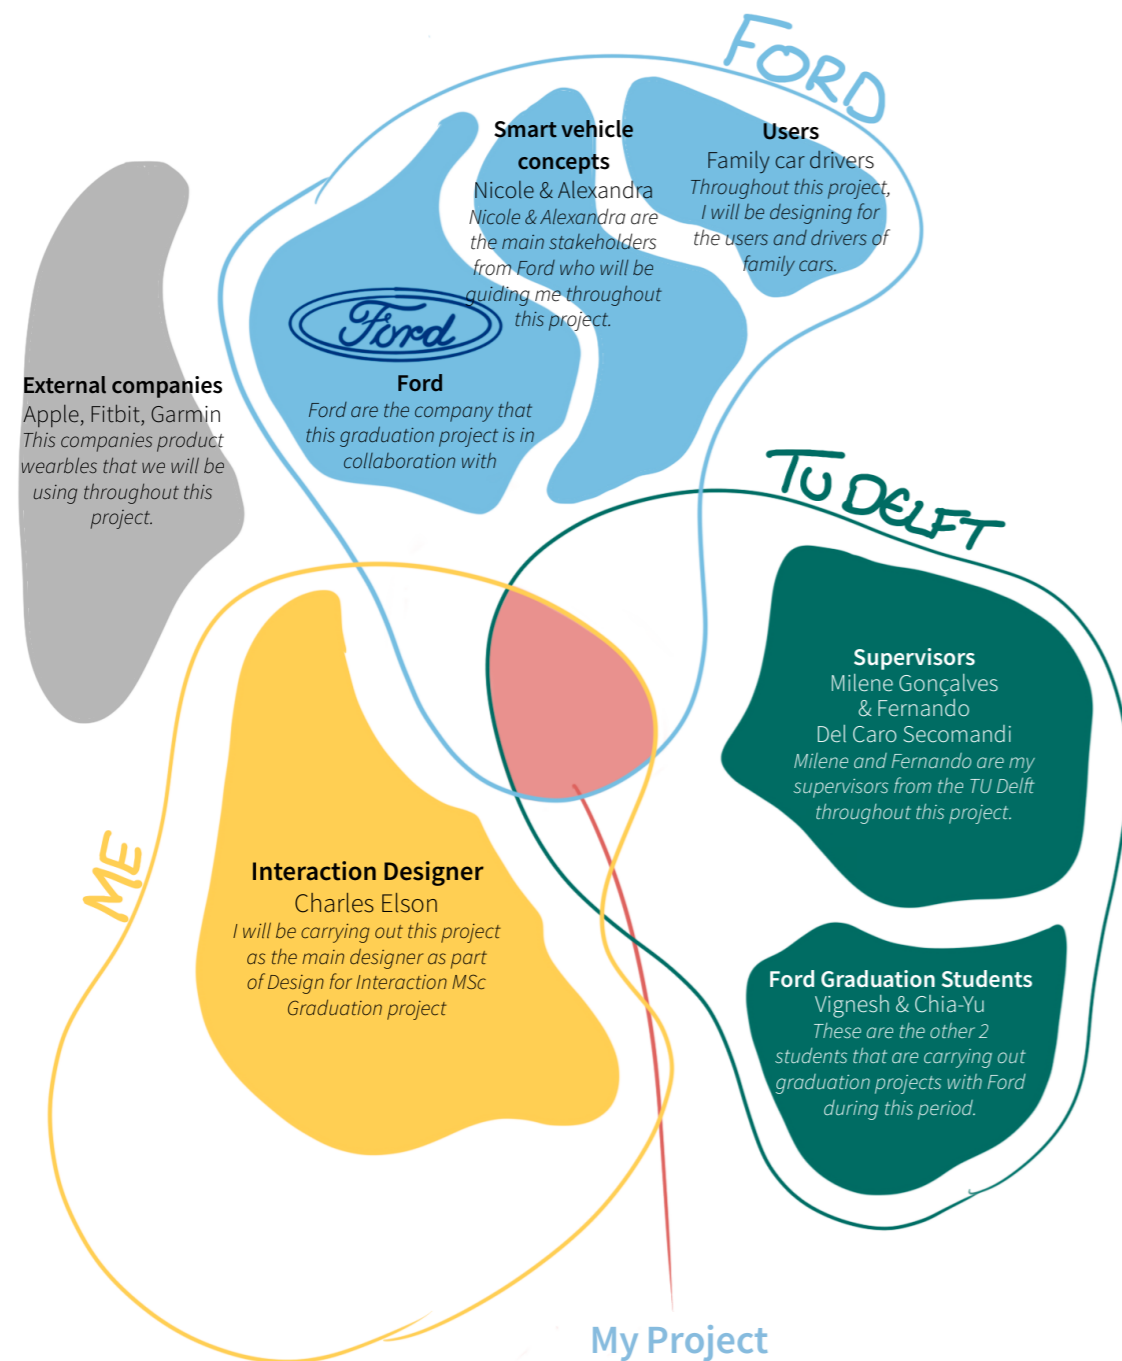 FORD
Smart vehicle
concepts
Nicole & Alexandra
Nicole & Alexandra are
the main stakeholders
from Ford who will be
guiding me throughout
this project.
Users
Family car drivers
Throughout this project,
I will be designing for
the users and drivers of
family cars.
Ford
Ford
Ford are the company that
this graduation project is in
collaboration with
External companies
Apple, Fitbit, Garmin
This companies product
wearbles that we will be
using throughout this
project.
TU DELFT
Supervisors
Milene Gonçalves
& Fernando
Del Caro Secomandi
Milene and Fernando are my
supervisors from the TU Delft
throughout this project.
ME
Interaction Designer
Charles Elson
I will be carrying out this project
as the main designer as part
of Design for Interaction MSc
Graduation project
Ford Graduation Students
Vignesh & Chia-Yu
These are the other 2
students that are carrying out
graduation projects with Ford
during this period.
My Project